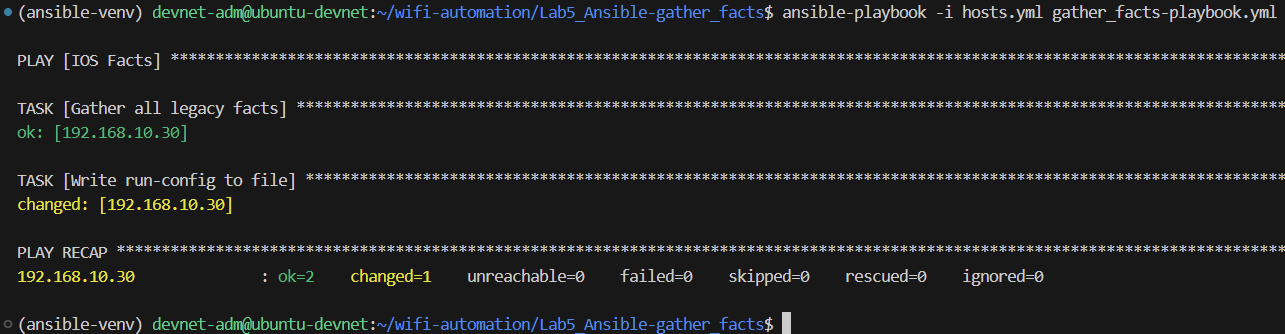 (ansible-venv) devnet-adm@ubuntu-devnet:~/wifi-automation/Lab5_Ansible-gather_facts$ ansible-playbook -i hosts.yml gather_facts-playbook.yml
PLAY [IOS Facts] ****************************************************************************************************************************
TASK [Gather all legacy facts] **************************************************************************************************************
ok: [192.168.10.30]
TASK [Write run-config to file] *************************************************************************************************************
changed: [192.168.10.30]
PLAY RECAP **********************************************************************************************************************************
192.168.10.30 : ok=2 changed=1 unreachable=0 failed=0 skipped=0 rescued=0 ignored=0
(ansible-venv) devnet-adm@ubuntu-devnet:~/wifi-automation/Lab5_Ansible-gather_facts$